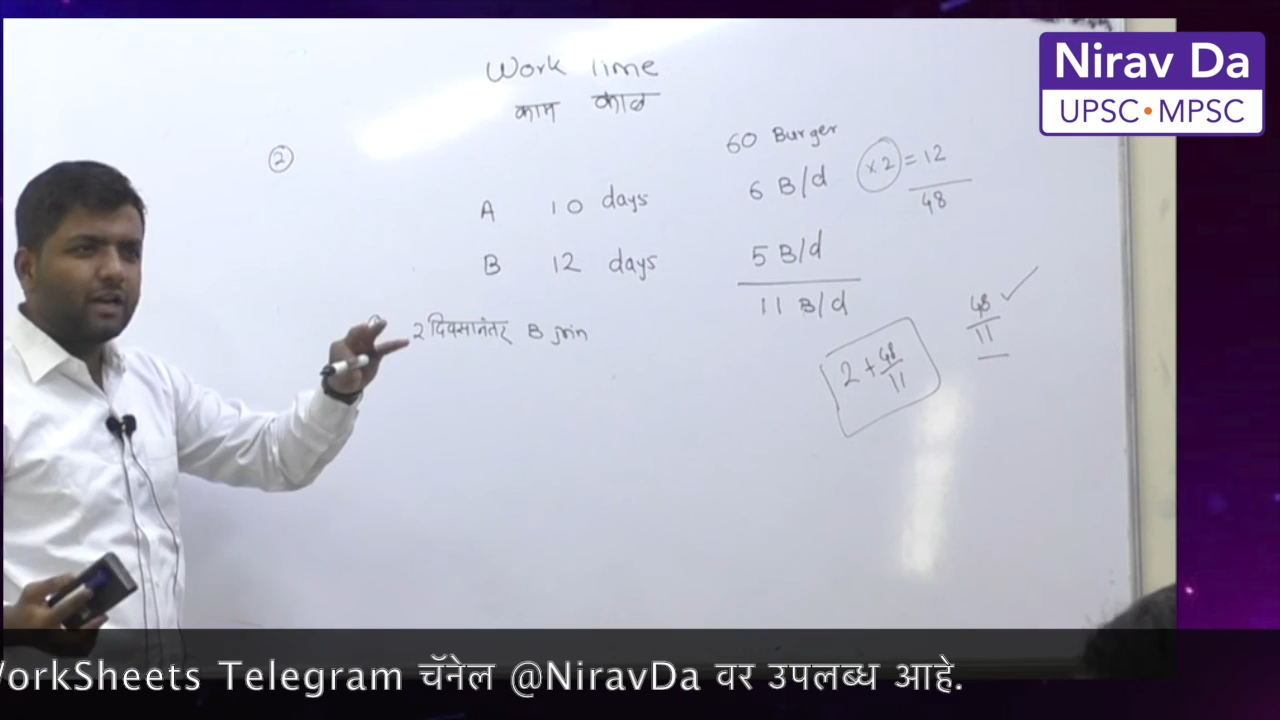 Nirav Da
UPSC • MPSC
Work Time
काम काळ
②
60 Burger
A 10 days 6 B/d ×2 = 12
48
B 12 days 5 B/d
11 B/d
48/11 ✓
२ दिवसानंतर B join
2 + 48/11
WorkSheets Telegram चॅनेल @NiravDa वर उपलब्ध आहे.